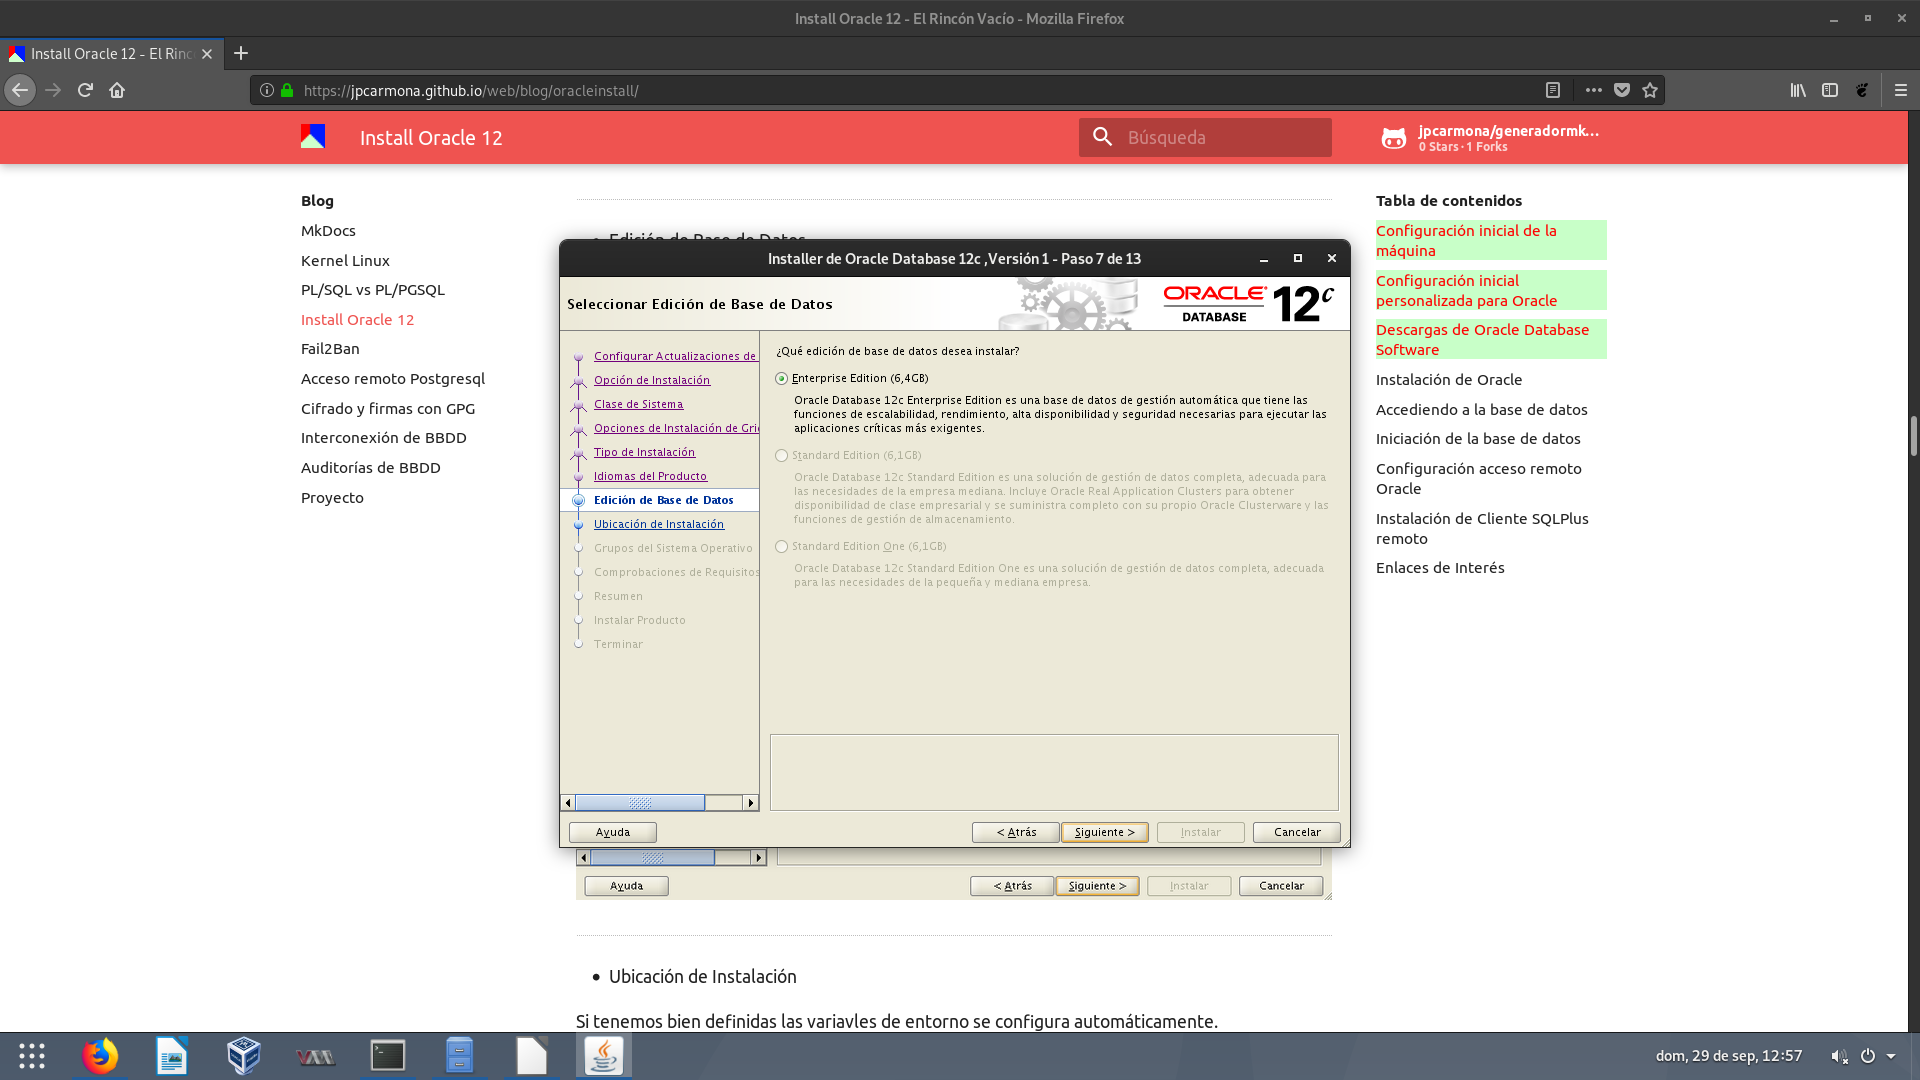 Install Oracle 12 - El Rincón Vacío - Mozilla Firefox
Install Oracle 12 - El Rinc
https://jpcarmona.github.io/web/blog/oracleinstall/
Install Oracle 12
Búsqueda
jpcarmona/generadormk...
0 Stars · 1 Forks
Blog
MkDocs
Kernel Linux
PL/SQL vs PL/PGSQL
Install Oracle 12
Fail2Ban
Acceso remoto Postgresql
Cifrado y firmas con GPG
Interconexión de BBDD
Auditorías de BBDD
Proyecto
Edición de Base de Datos
Installer de Oracle Database 12c ,Versión 1 - Paso 7 de 13
Seleccionar Edición de Base de Datos
ORACLE
DATABASE
12c
Configurar Actualizaciones de
Opción de Instalación
Clase de Sistema
Opciones de Instalación de Gri
Tipo de Instalación
Idiomas del Producto
Edición de Base de Datos
Ubicación de Instalación
Grupos del Sistema Operativo
Comprobaciones de Requisitos
Resumen
Instalar Producto
Terminar
¿Qué edición de base de datos desea instalar?
Enterprise Edition (6,4GB)
Oracle Database 12c Enterprise Edition es una base de datos de gestión automática que tiene las
funciones de escalabilidad, rendimiento, alta disponibilidad y seguridad necesarias para ejecutar las
aplicaciones críticas más exigentes.
Standard Edition (6,1GB)
Oracle Database 12c Standard Edition es una solución de gestión de datos completa, adecuada para
las necesidades de la empresa mediana. Incluye Oracle Real Application Clusters para obtener
disponibilidad de clase empresarial y se suministra completo con su propio Oracle Clusterware y las
funciones de gestión de almacenamiento.
Standard Edition One (6,1GB)
Oracle Database 12c Standard Edition One es una solución de gestión de datos completa, adecuada
para las necesidades de la pequeña y mediana empresa.
Ayuda
< Atrás
Siguiente >
Instalar
Cancelar
Ayuda
< Atrás
Siguiente >
Instalar
Cancelar
Ubicación de Instalación
Si tenemos bien definidas las variavles de entorno se configura automáticamente.
Tabla de contenidos
Configuración inicial de la
máquina
Configuración inicial
personalizada para Oracle
Descargas de Oracle Database
Software
Instalación de Oracle
Accediendo a la base de datos
Iniciación de la base de datos
Configuración acceso remoto
Oracle
Instalación de Cliente SQLPlus
remoto
Enlaces de Interés
dom, 29 de sep, 12:57